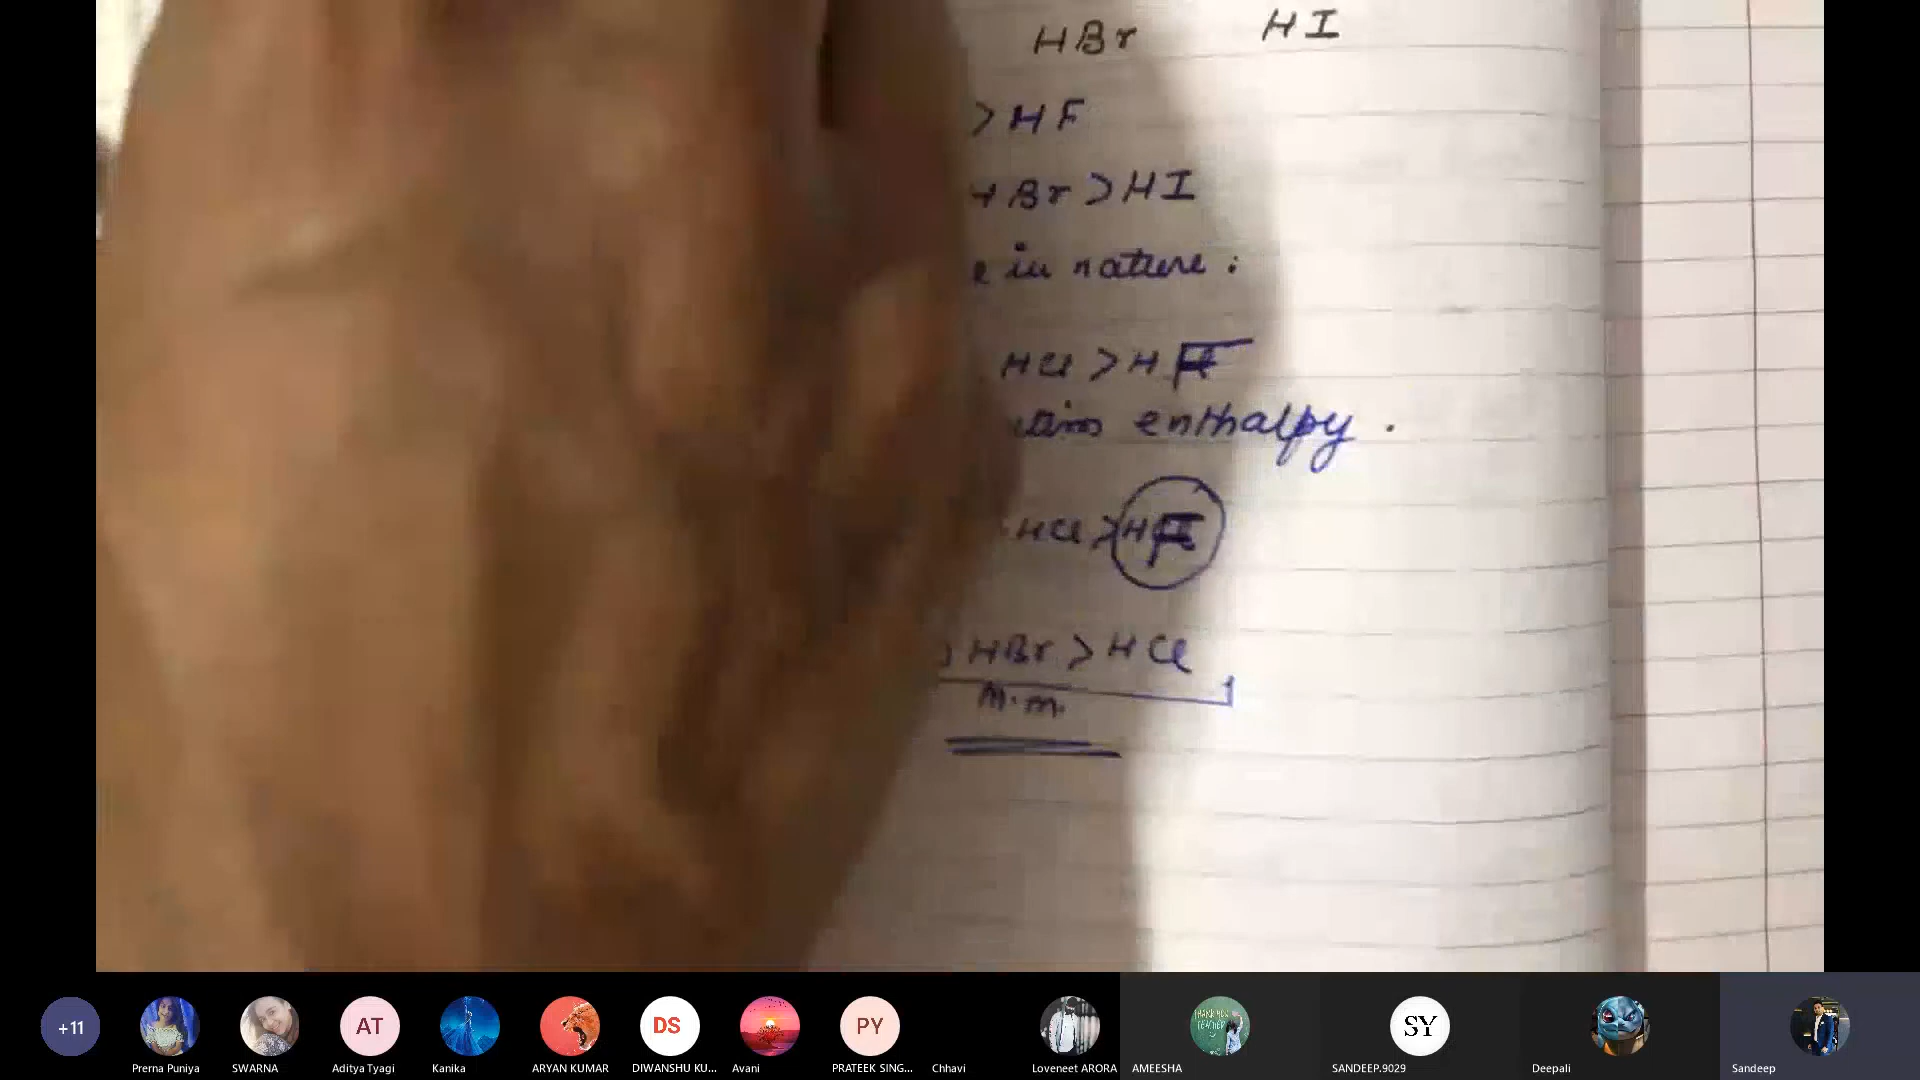 HBr HI
>HF
HBr >HI
in nature :
HCl > HF
enthalpy .
HCl > HF
HBr > HCl
M.M.
+11
AT
DS
PY
SY
Prerna Puniya SWARNA Aditya Tyagi Kanika ARYAN KUMAR DIWANSHU KU... Avani PRATEEK SING... Chhavi Loveneet ARORA AMEESHA SANDEEP.9029 Deepali Sandeep